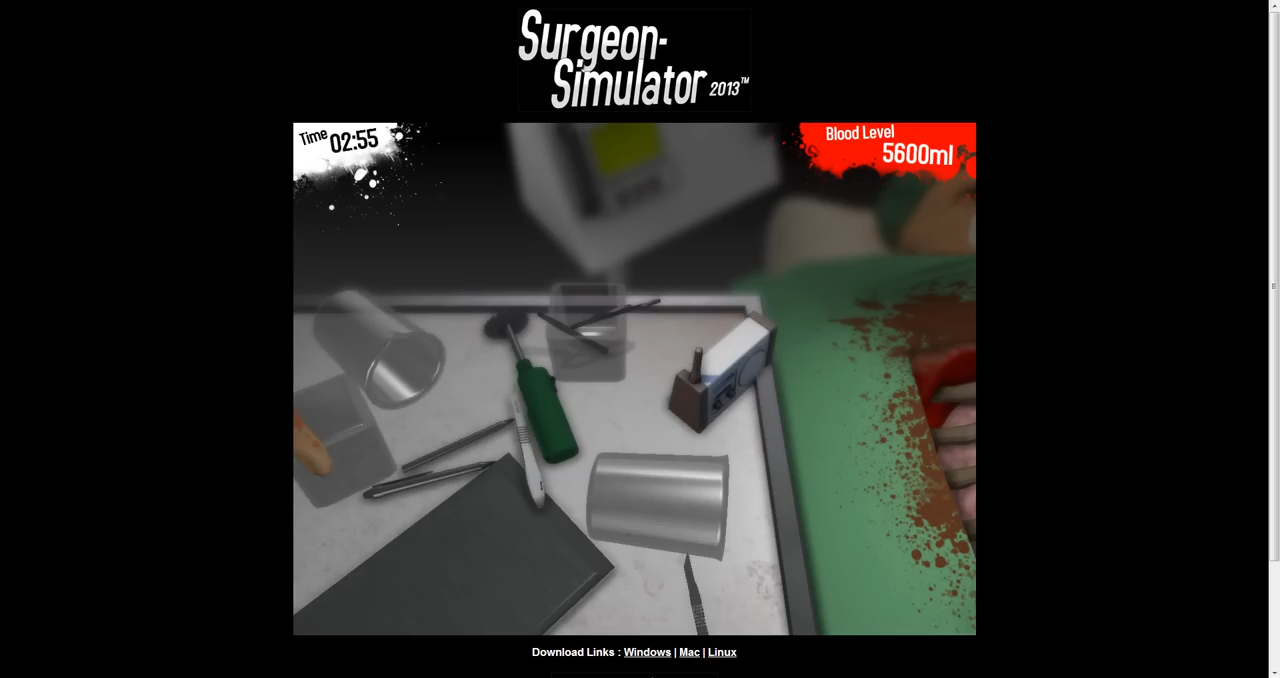 Surgeon-
Simulator 2013™
Time 02:55
Blood Level
5600ml
Download Links : Windows | Mac | Linux